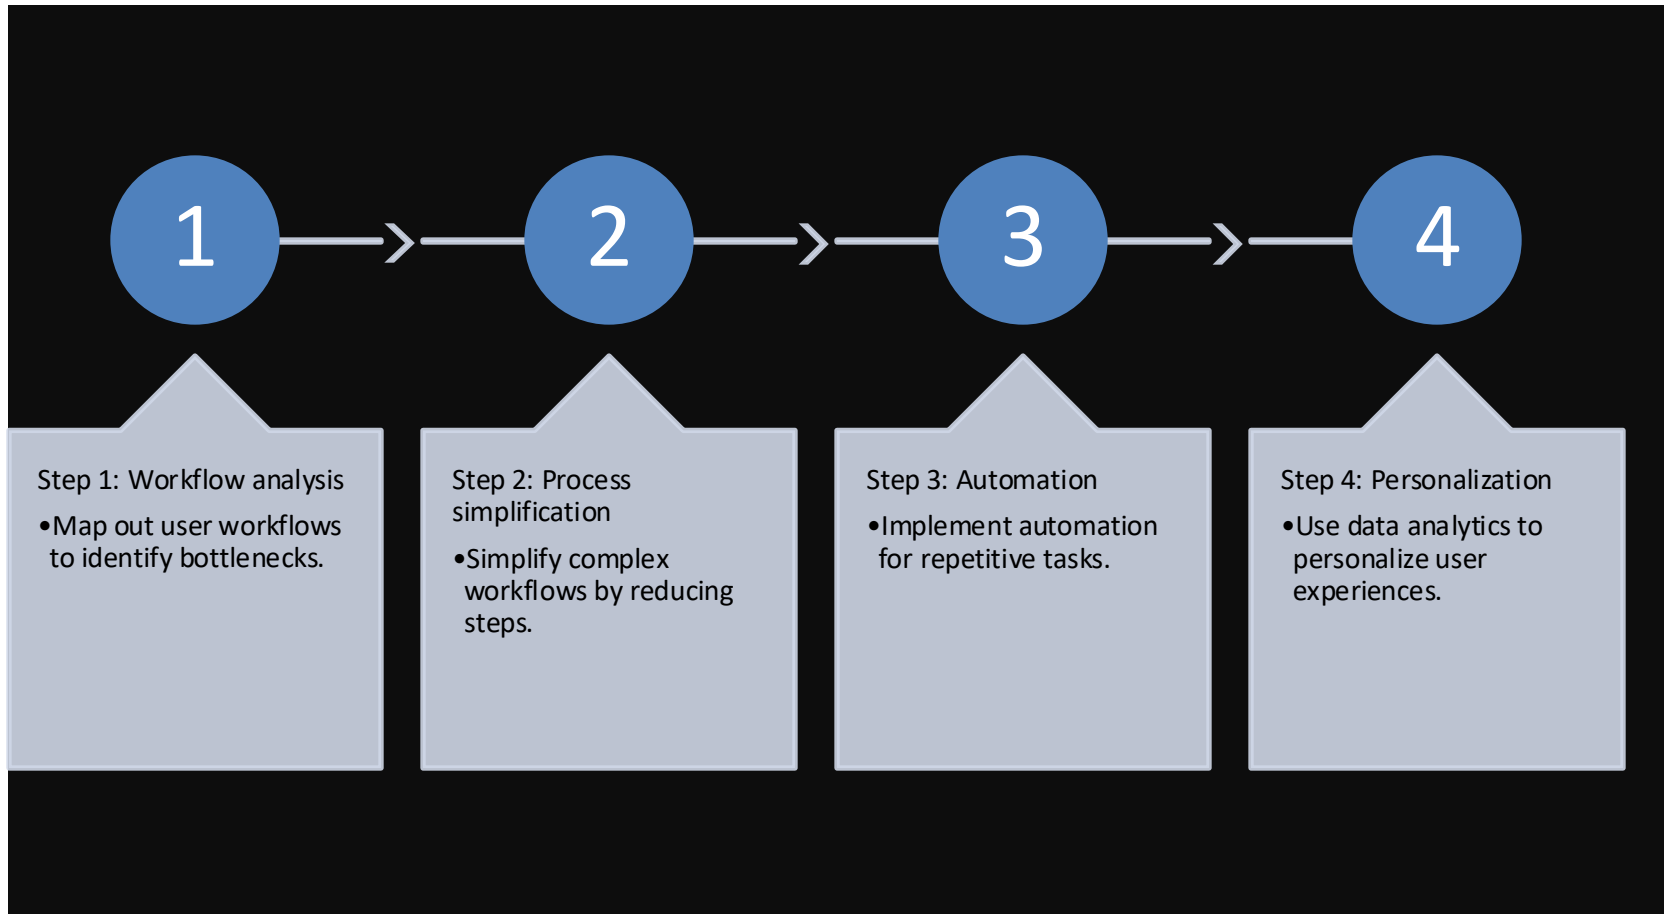 1
2
3
4
Step 1: Workflow analysis
•Map out user workflows
to identify bottlenecks.
Step 2: Process
simplification
•Simplify complex
workflows by reducing
steps.
Step 3: Automation
•Implement automation
for repetitive tasks.
Step 4: Personalization
•Use data analytics to
personalize user
experiences.